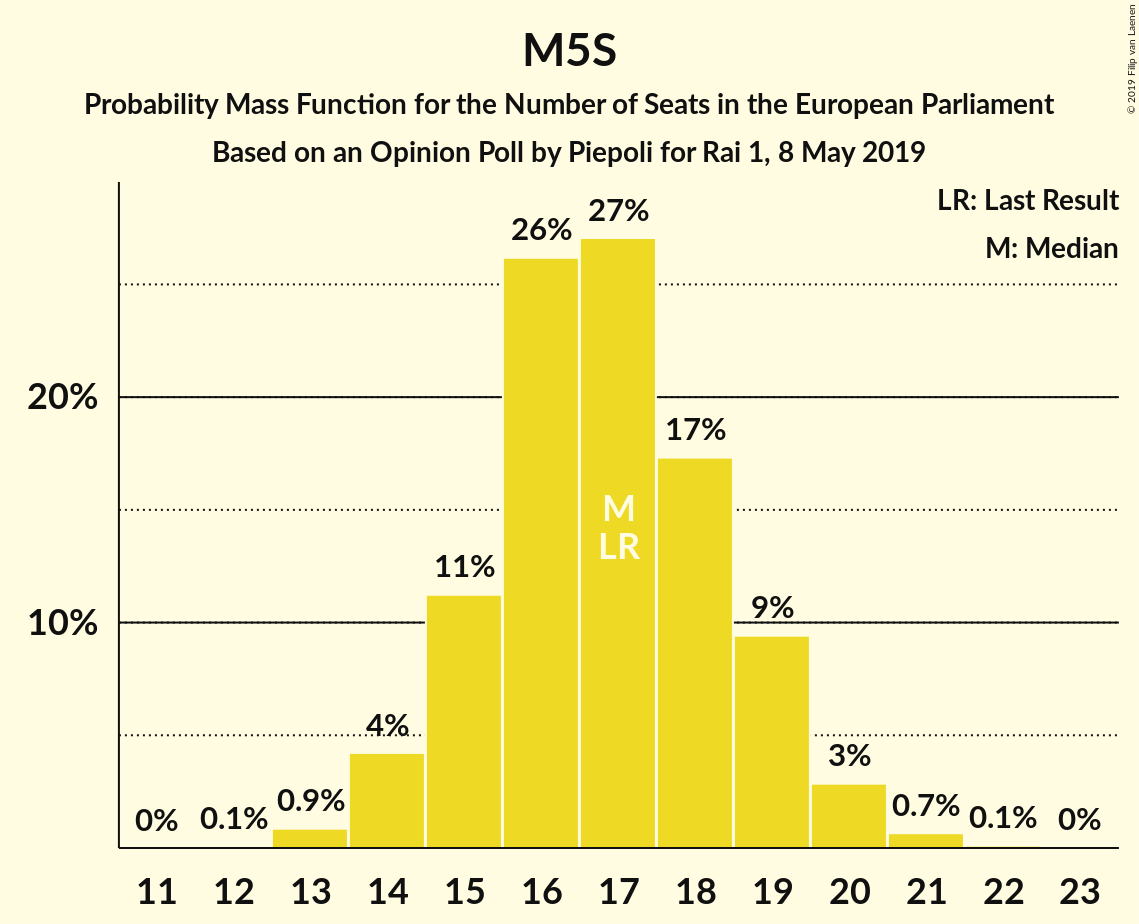 M5S
Probability Mass Function for the Number of Seats in the European Parliament
Based on an Opinion Poll by Piepoli for Rai 1, 8 May 2019
© 2019 Filip van Laenen
LR: Last Result
M: Median
20%
10%
0%
0.1%
0.9%
4%
11%
26%
27%
17%
9%
3%
0.7%
0.1%
0%
M
LR
11 12 13 14 15 16 17 18 19 20 21 22 23